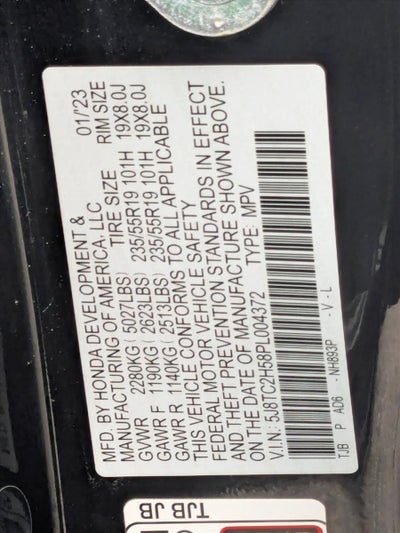 MFD. BY HONDA DEVELOPMENT &
MANUFACTURING OF AMERICA, LLC 01/23
TIRE SIZE RIM SIZE
GVWR 2280KG ( 5027LBS)
GAWR F 1190KG ( 2623LBS) 235/55R19 101H 19X8.0J
GAWR R 1140KG ( 2513LBS) 235/55R19 101H 19X8.0J
THIS VEHICLE CONFORMS TO ALL APPLICABLE
FEDERAL MOTOR VEHICLE SAFETY
AND THEFT PREVENTION STANDARDS IN EFFECT
ON THE DATE OF MANUFACTURE SHOWN ABOVE.
V.I.N: 5J8TC2H58PL004372 TYPE: MPV
TJB P AD6 -NH893P -V -L
TJB JB